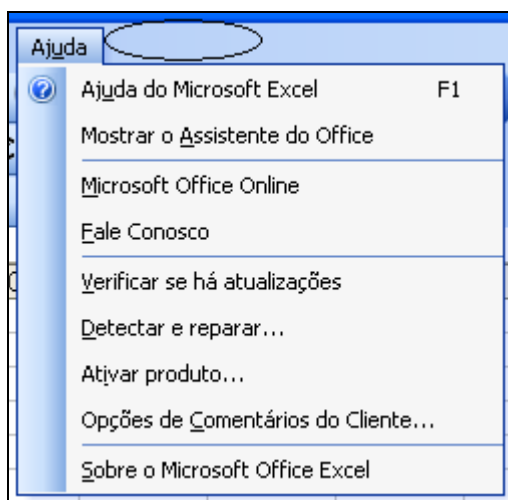 Ajuda
Ajuda do Microsoft Excel F1
Mostrar o Assistente do Office
Microsoft Office Online
Fale Conosco
Verificar se há atualizações
Detectar e reparar...
Ativar produto...
Opções de Comentários do Cliente...
Sobre o Microsoft Office Excel